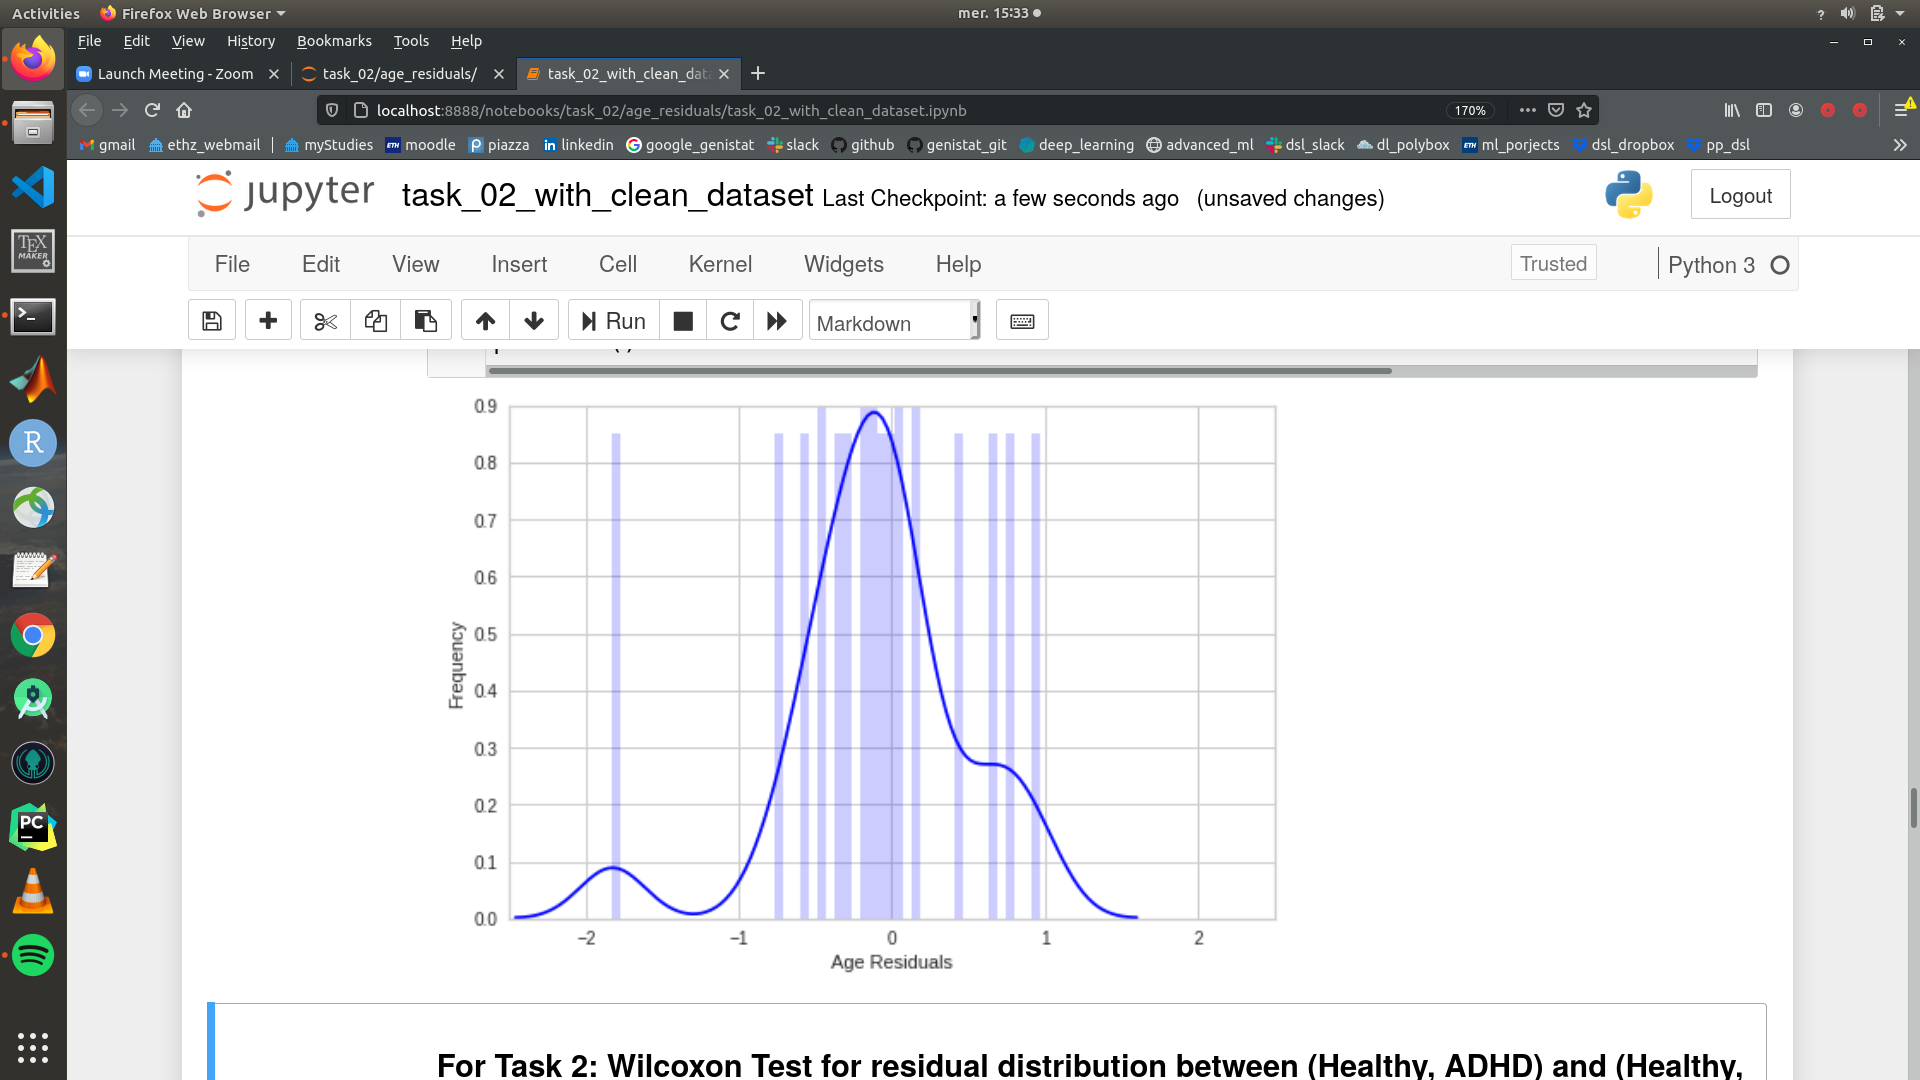 Activities Firefox Web Browser mer. 15:33
File Edit View History Bookmarks Tools Help
Launch Meeting - Zoom task_02/age_residuals/ task_02_with_clean_dat
localhost:8888/notebooks/task_02/age_residuals/task_02_with_clean_dataset.ipynb 170%
gmail ethz_webmail myStudies moodle piazza linkedin google_genistat slack github genistat_git deep_learning advanced_ml dsl_slack dl_polybox ml_porjects dsl_dropbox pp_dsl
jupyter task_02_with_clean_dataset Last Checkpoint: a few seconds ago (unsaved changes) Logout
File Edit View Insert Cell Kernel Widgets Help Trusted Python 3
Run Markdown
0.9
0.8
0.7
0.6
0.5
0.4
0.3
0.2
0.1
0.0
Frequency
−2 −1 0 1 2
Age Residuals
For Task 2: Wilcoxon Test for residual distribution between (Healthy, ADHD) and (Healthy,
TEX
MAKER
R
PC